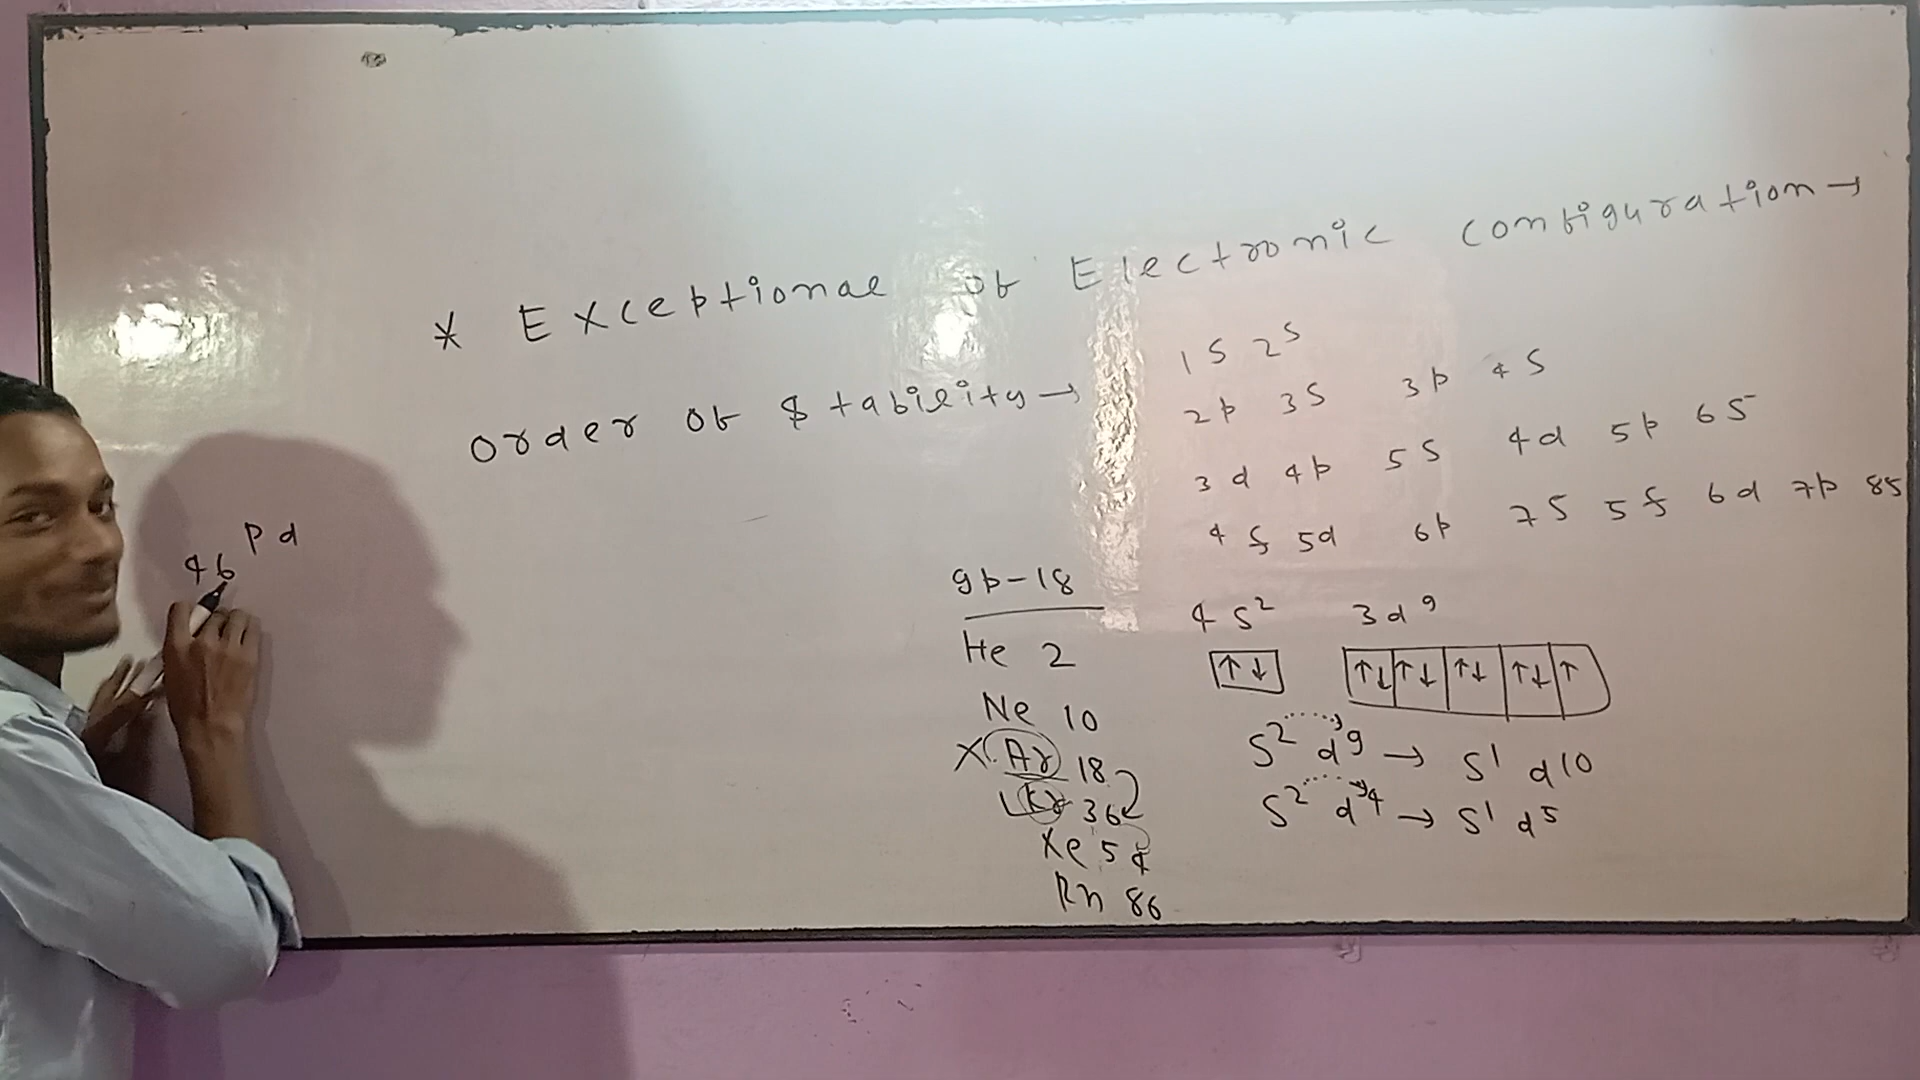 * Exceptional of Electronic configuration →
Order of Stability →
1S 2S
2p 3S 3p 4S
3d 4p 5S 4d 5p 6S
4f 5d 6p 7S 5f 6d 7p 8S
46 Pd
gp-18
He 2
Ne 10
X Ar 18
Kr 36
Xe 54
Rn 86
4S² 3d⁹
↑↓ ↑↓ ↑↓ ↑↓ ↑↓ ↑
S² d⁹ → S¹ d10
S² d⁴ → S¹ d⁵